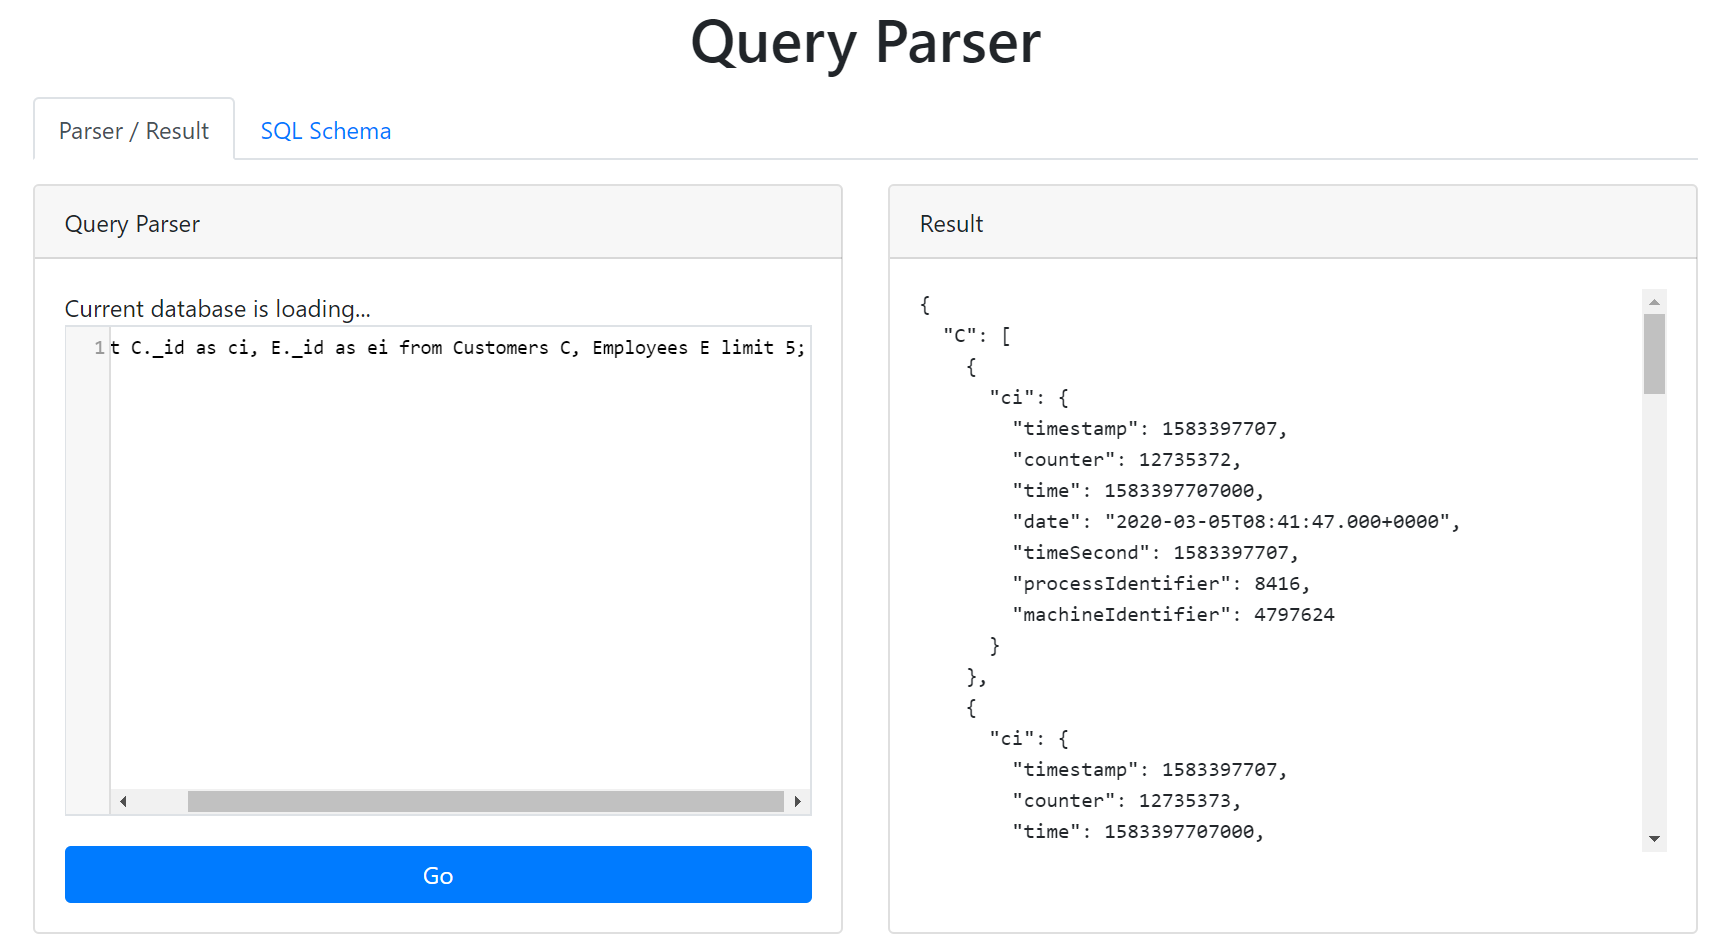 Query Parser
Parser / Result
SQL Schema
Query Parser
Current database is loading...
1
t C._id as ci, E._id as ei from Customers C, Employees E limit 5;
Go
Result
{
"C": [
{
"ci": {
"timestamp": 1583397707,
"counter": 12735372,
"time": 1583397707000,
"date": "2020-03-05T08:41:47.000+0000",
"timeSecond": 1583397707,
"processIdentifier": 8416,
"machineIdentifier": 4797624
}
},
{
"ci": {
"timestamp": 1583397707,
"counter": 12735373,
"time": 1583397707000,